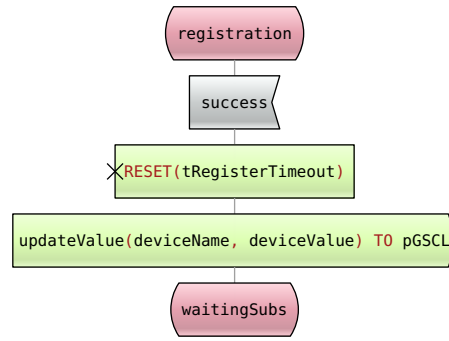 registration
success
RESET(tRegisterTimeout)
updateValue(deviceName, deviceValue) TO pGSCL
waitingSubs